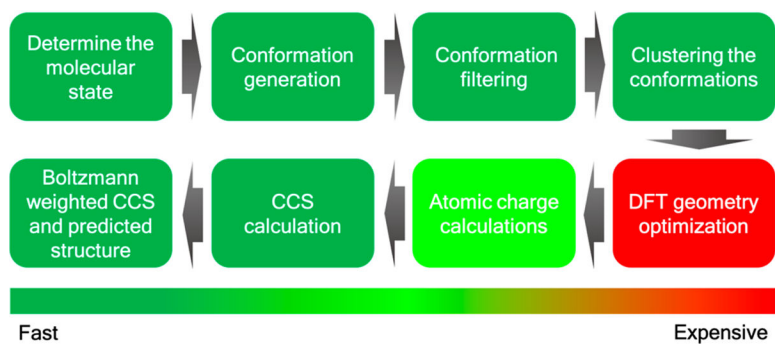 Determine the
molecular
state
Conformation
generation
Conformation
filtering
Clustering the
conformations
Boltzmann
weighted CCS
and predicted
structure
CCS
calculation
Atomic charge
calculations
DFT geometry
optimization
Fast
Expensive